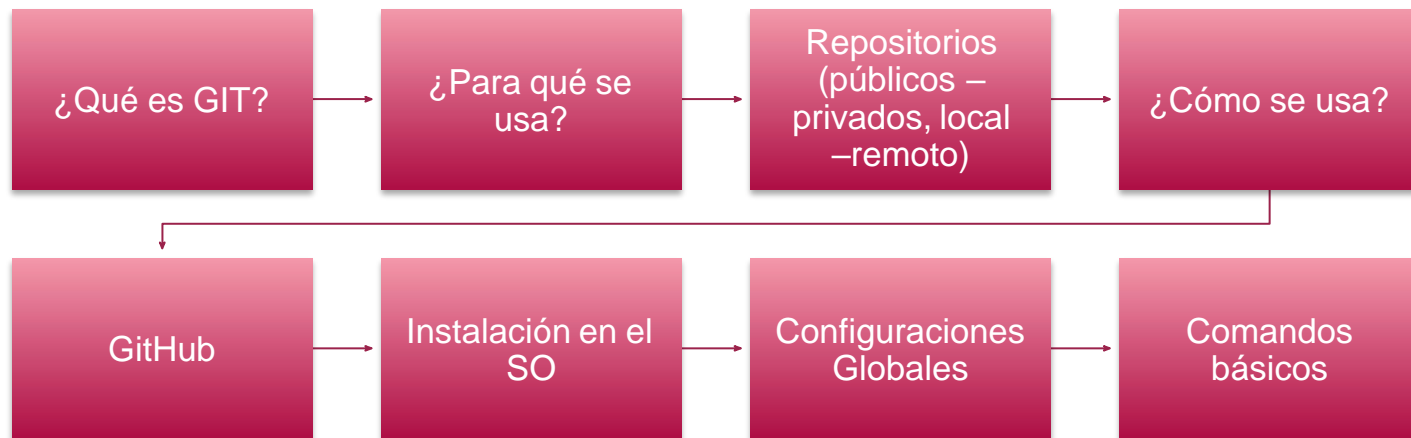 ¿Qué es GIT?
¿Para qué se
usa?
Repositorios
(públicos –
privados, local
–remoto)
¿Cómo se usa?
GitHub
Instalación en el
SO
Configuraciones
Globales
Comandos
básicos